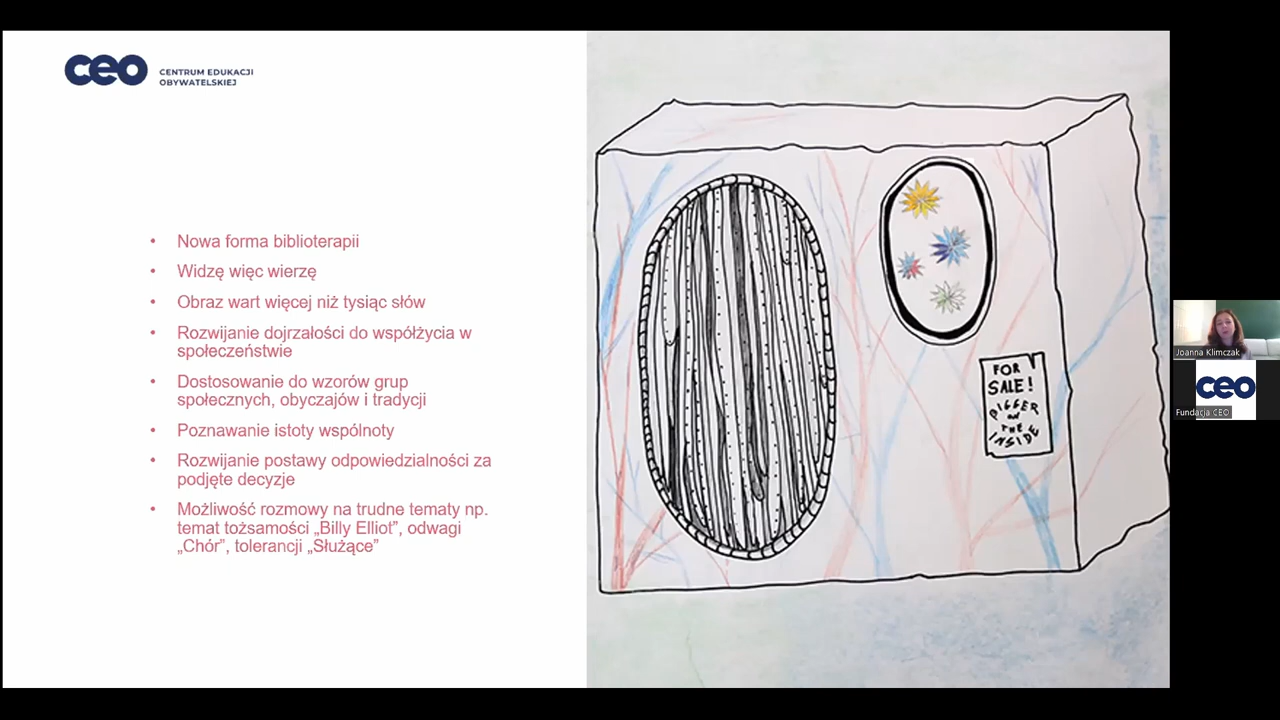 ceo CENTRUM EDUKACJI
OBYWATELSKIEJ
• Nowa forma biblioterapii
• Widzę więc wierzę
• Obraz wart więcej niż tysiąc słów
• Rozwijanie dojrzałości do współżycia w
społeczeństwie
• Dostosowanie do wzorów grup
społecznych, obyczajów i tradycji
• Poznawanie istoty wspólnoty
• Rozwijanie postawy odpowiedzialności za
podjęte decyzje
• Możliwość rozmowy na trudne tematy np.
temat tożsamości „Billy Elliot”, odwagi
„Chór”, tolerancji „Służące”
FOR
SALE!
BIGGER
ON
THE
INSIDE
Joanna Klimczak
ceo
Fundacja CEO